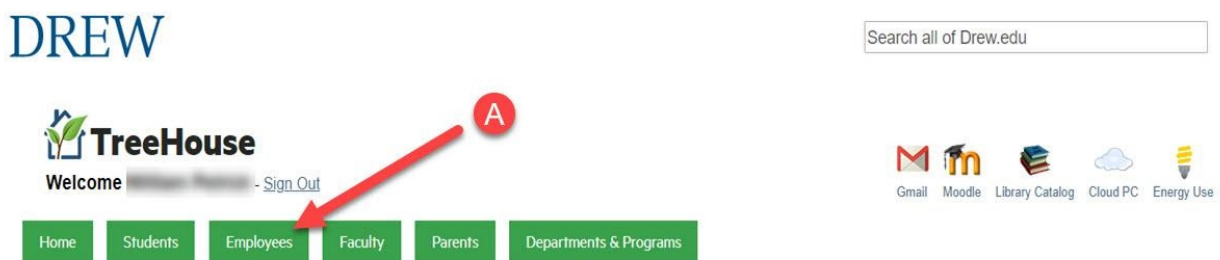 DREW
Search all of Drew.edu
A
TreeHouse
Welcome - Sign Out
Gmail Moodle Library Catalog Cloud PC Energy Use
Home Students Employees Faculty Parents Departments & Programs